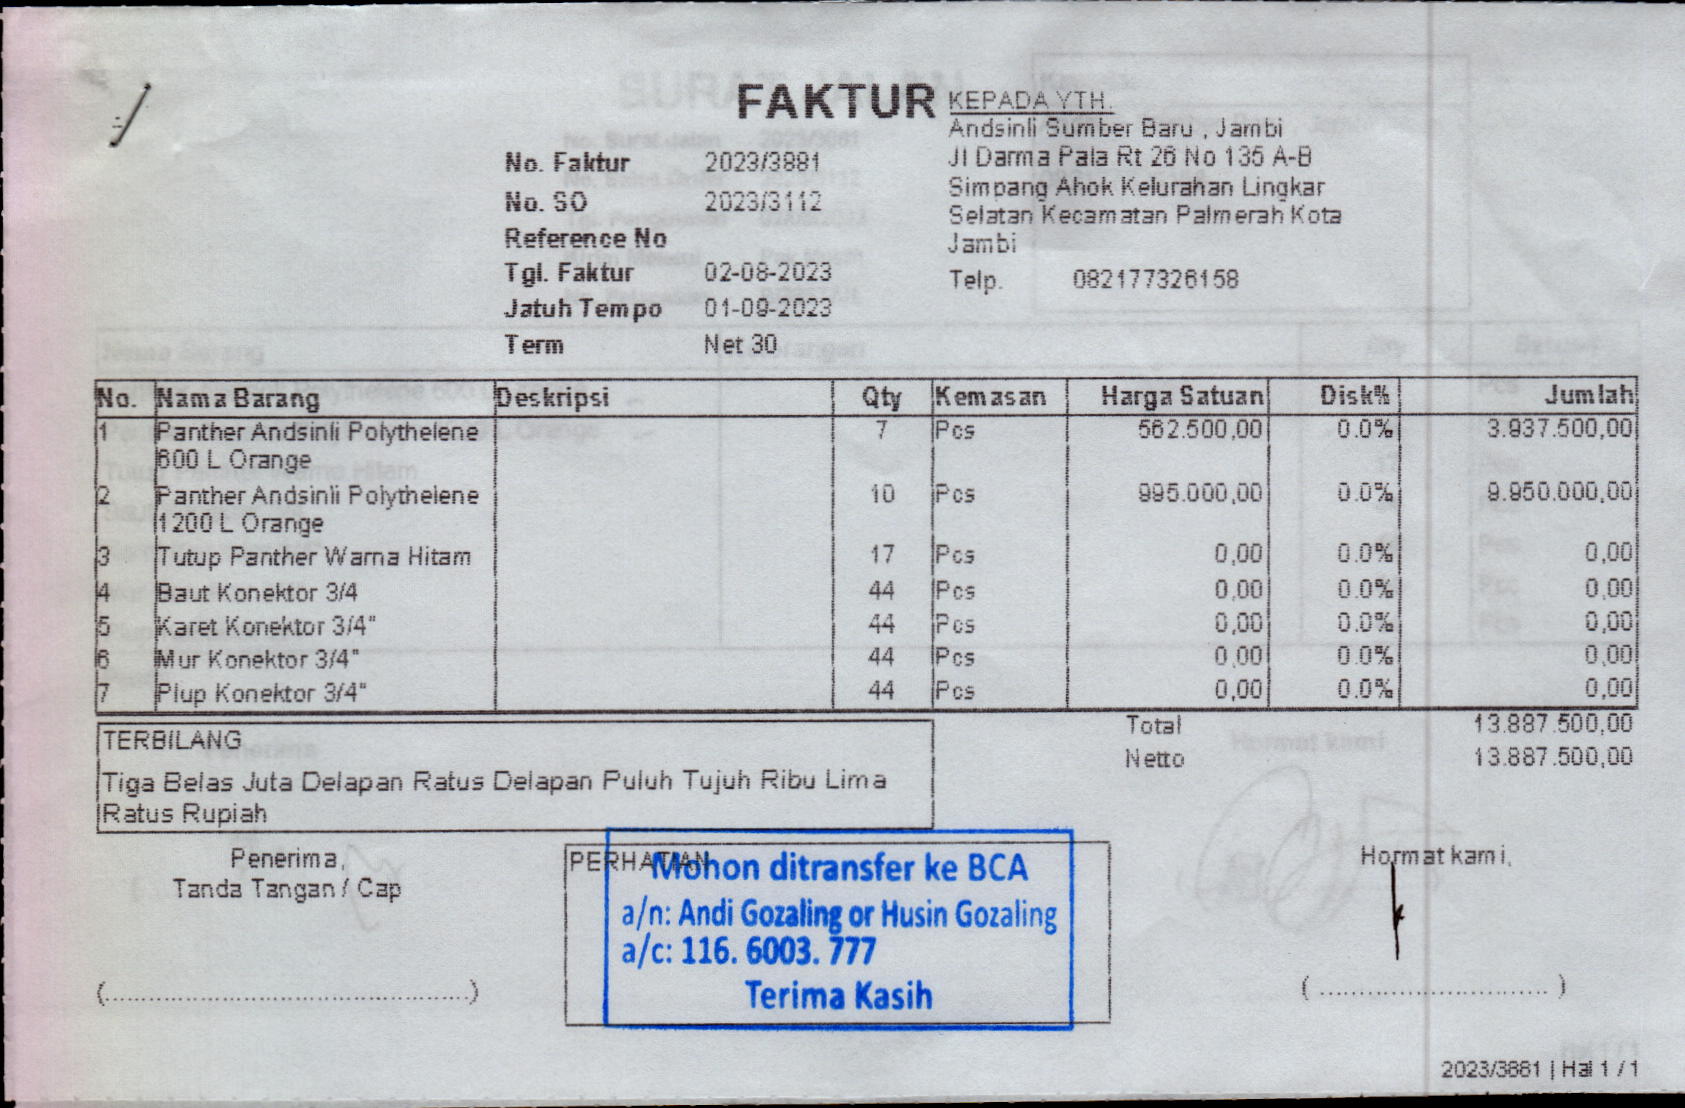 FAKTUR
KEPADA YTH.
Andsinli Sumber Baru , Jambi
Jl Darma Pala Rt 26 No 135 A-B
Simpang Ahok Kelurahan Lingkar
Selatan Kecamatan Palmerah Kota
Jambi
Telp. 082177326158
No. Faktur 2023/3881
No. SO 2023/3112
Reference No
Tgl. Faktur 02-08-2023
Jatuh Tempo 01-09-2023
Term Net 30
No. Nama Barang Deskripsi Qty Kemasan Harga Satuan Disk% Jumlah
1 Panther Andsinli Polythelene 7 Pcs 562.500,00 0.0% 3.937.500,00
600 L Orange
2 Panther Andsinli Polythelene 10 Pcs 995.000,00 0.0% 9.950.000,00
1200 L Orange
3 Tutup Panther Warna Hitam 17 Pcs 0,00 0.0% 0,00
4 Baut Konektor 3/4 44 Pcs 0,00 0.0% 0,00
5 Karet Konektor 3/4" 44 Pcs 0,00 0.0% 0,00
6 Mur Konektor 3/4" 44 Pcs 0,00 0.0% 0,00
7 Plup Konektor 3/4" 44 Pcs 0,00 0.0% 0,00
Total 13.887.500,00
Netto 13.887.500,00
TERBILANG
Tiga Belas Juta Delapan Ratus Delapan Puluh Tujuh Ribu Lima
Ratus Rupiah
Penerima,
Tanda Tangan / Cap
PERHATIAN
Mohon ditransfer ke BCA
a/n: Andi Gozaling or Husin Gozaling
a/c: 116. 6003. 777
Terima Kasih
Hormat kami,
2023/3881 | Hal 1 / 1